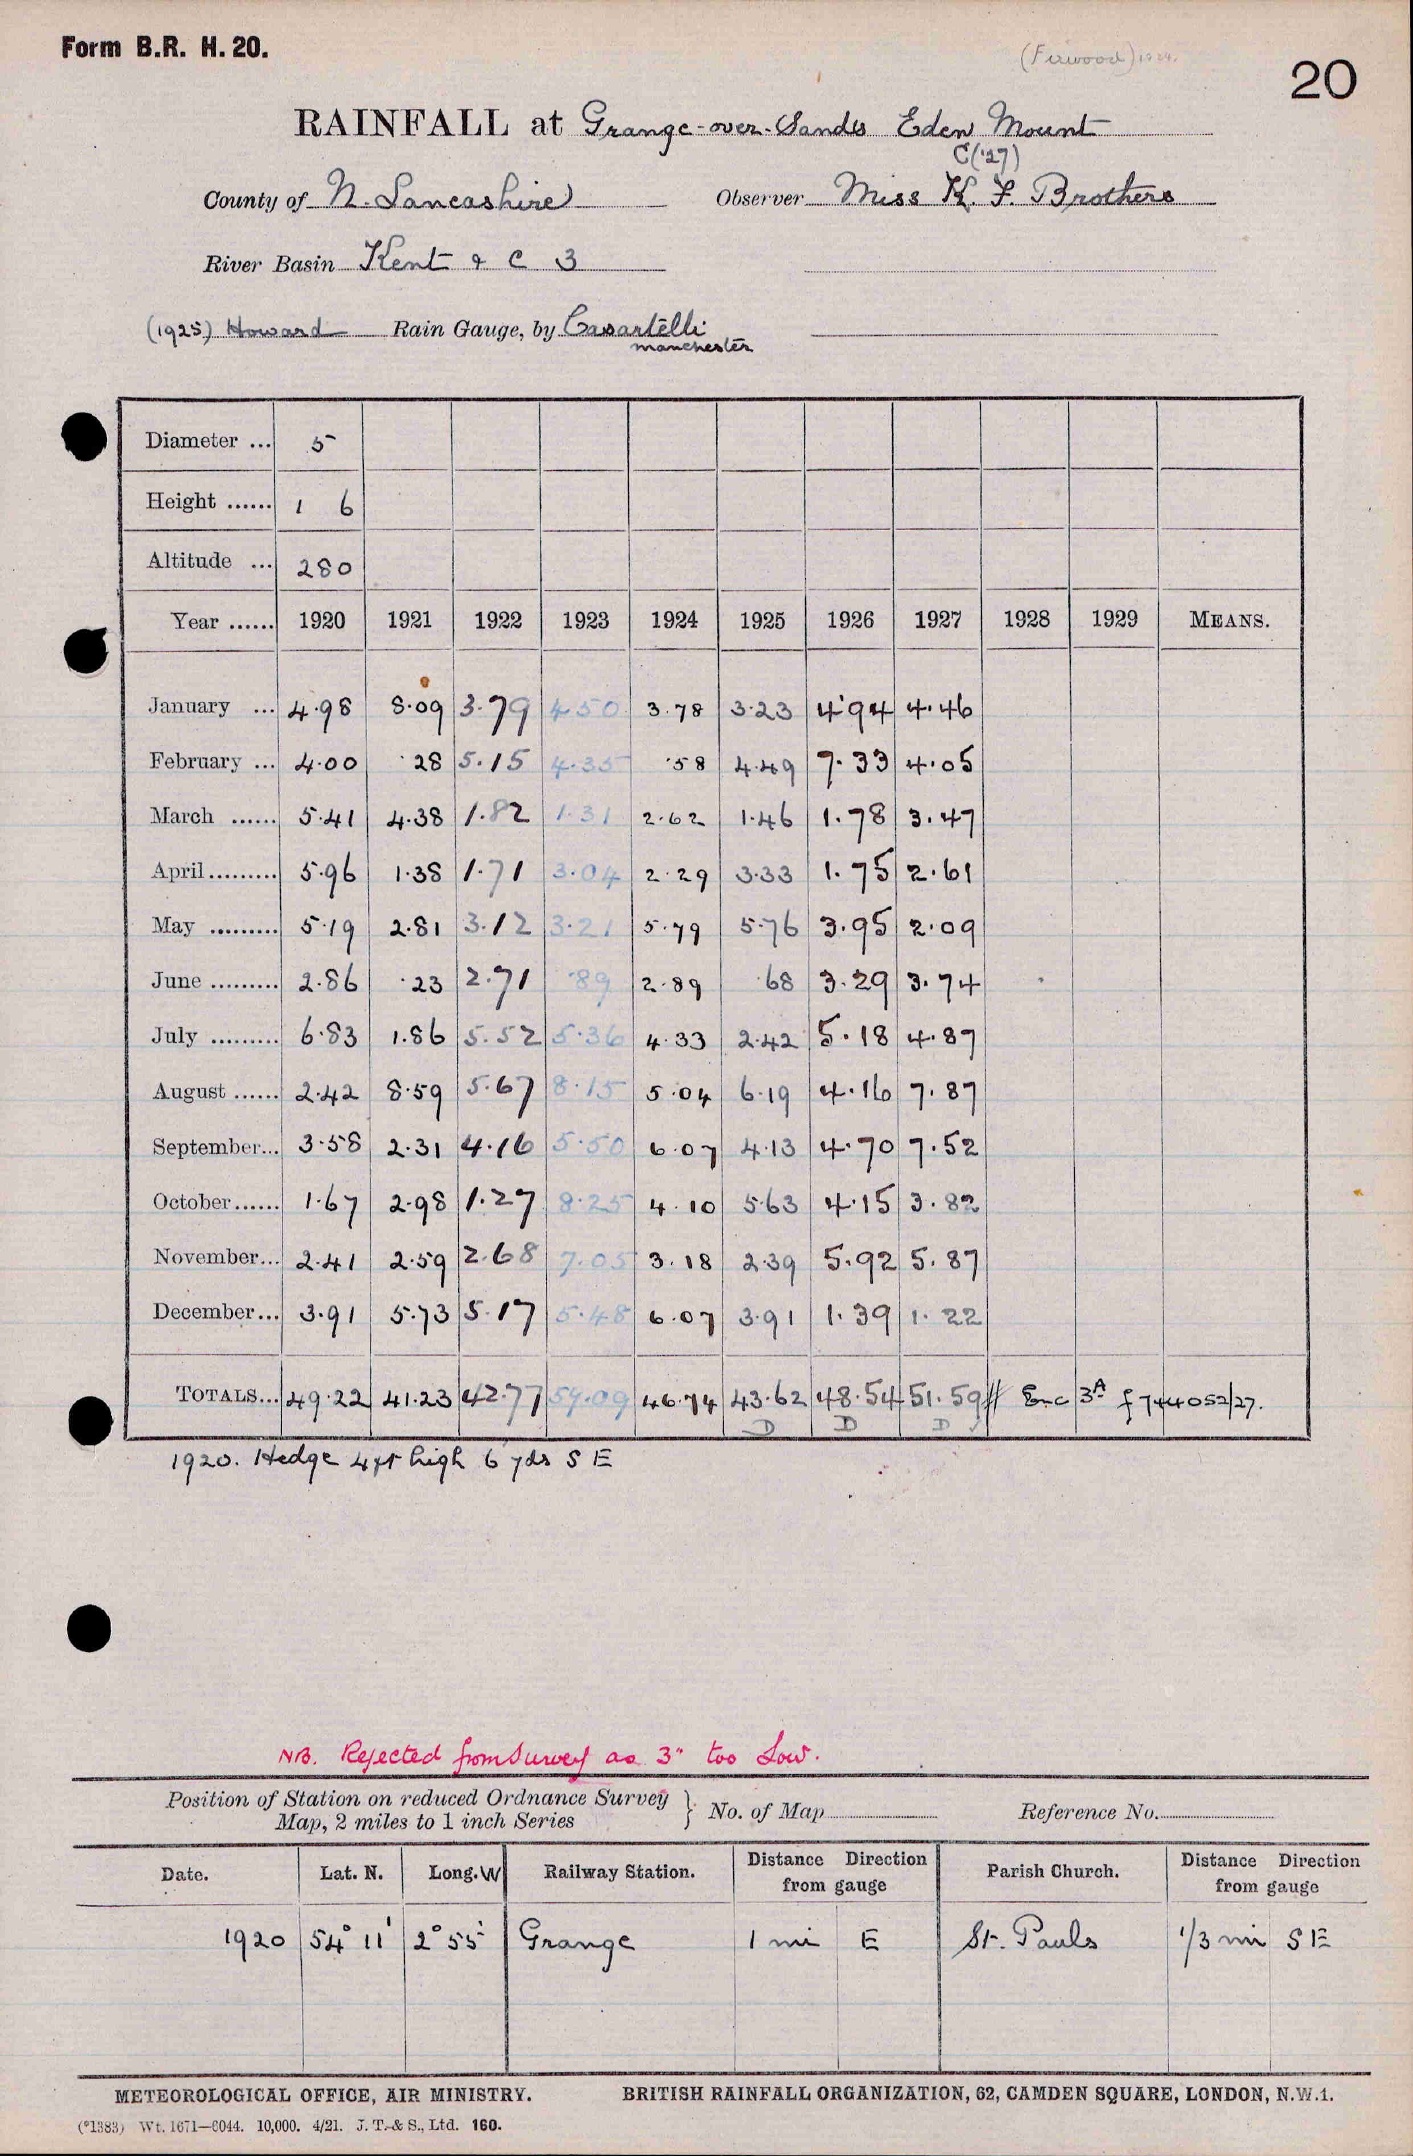 Form B.R. H. 20.
(Firwood) 1924.
20
RAINFALL at Grange-over-Sands Eden Mount
C('27)
County of N. Lancashire Observer Miss K. F. Brothers
River Basin Kent & C 3
(1925) Howard Rain Gauge, by Casartelli
Manchester
Diameter ... 5
Height ...... 1 6
Altitude ... 280
Year ...... 1920 1921 1922 1923 1924 1925 1926 1927 1928 1929 MEANS.
January ... 4.98 8.09 3.79 4.50 3.78 3.23 4.94 4.46
February ... 4.00 .28 5.15 4.35 .58 4.49 7.33 4.05
March ...... 5.41 4.38 1.82 1.31 2.62 1.46 1.78 3.47
April ......... 5.96 1.38 1.71 3.04 2.29 3.33 1.75 2.61
May ......... 5.19 2.81 3.12 3.21 5.79 5.76 3.95 2.09
June ......... 2.86 .23 2.71 .89 2.89 .68 3.29 3.74
July ......... 6.83 1.86 5.52 5.36 4.33 2.42 5.18 4.87
August ...... 2.42 8.59 5.67 8.15 5.04 6.19 4.16 7.87
September... 3.58 2.31 4.16 5.50 6.07 4.13 4.70 7.52
October...... 1.67 2.98 1.27 8.25 4.10 5.63 4.15 3.82
November... 2.41 2.59 2.68 7.05 3.18 2.39 5.92 5.87
December... 3.91 5.73 5.17 5.48 6.07 3.91 1.39 1.22
TOTALS... 49.22 41.23 42.77 57.09 46.74 43.62 48.54 51.59 // Enc 3A f 744052/27.
D D D
1920. Hedge 4ft high 6 yds S E
NB. Rejected from Survey as 3" too Low.
Position of Station on reduced Ordnance Survey
Map, 2 miles to 1 inch Series } No. of Map Reference No.
Date. Lat. N. Long. W Railway Station. Distance Direction from gauge Parish Church. Distance Direction from gauge
1920 54° 11' 2° 55' Grange 1 mi E St. Pauls 1/3 mi S E
METEOROLOGICAL OFFICE, AIR MINISTRY. BRITISH RAINFALL ORGANIZATION, 62, CAMDEN SQUARE, LONDON, N.W.1.
(*1383) Wt. 1671—6044. 10,000. 4/21. J. T. & S., Ltd. 160.